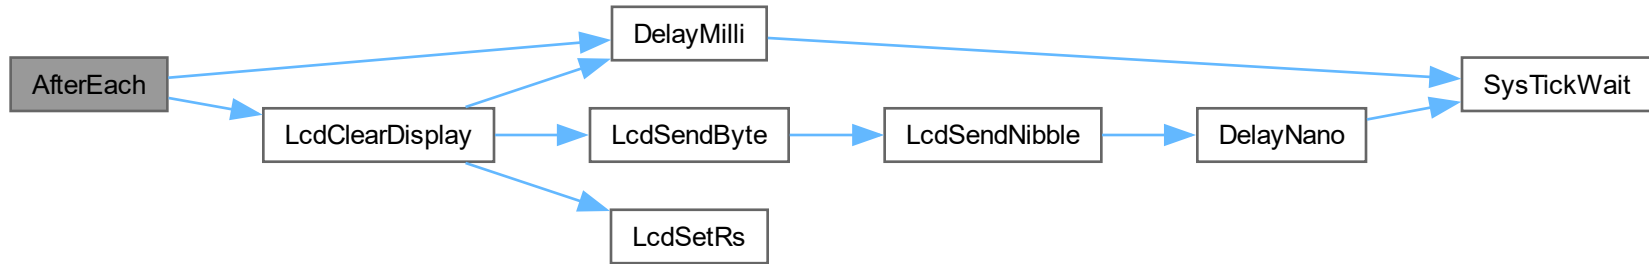 AfterEach
DelayMilli
SysTickWait
LcdClearDisplay
LcdSendByte
LcdSendNibble
DelayNano
LcdSetRs